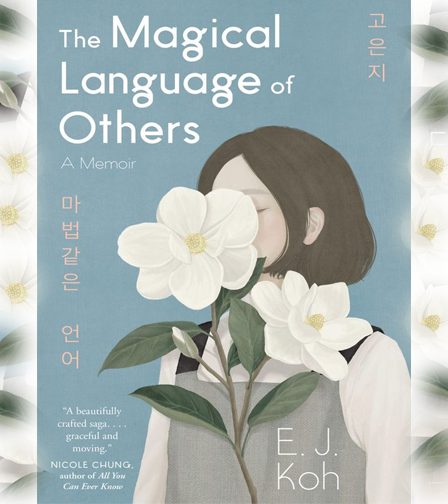 The Magical
Language of
Others
A Memoir
고은지
마법같은 언어
"A beautifully
crafted saga. . . .
graceful and
moving."
NICOLE CHUNG,
author of All You
Can Ever Know
E. J.
Koh